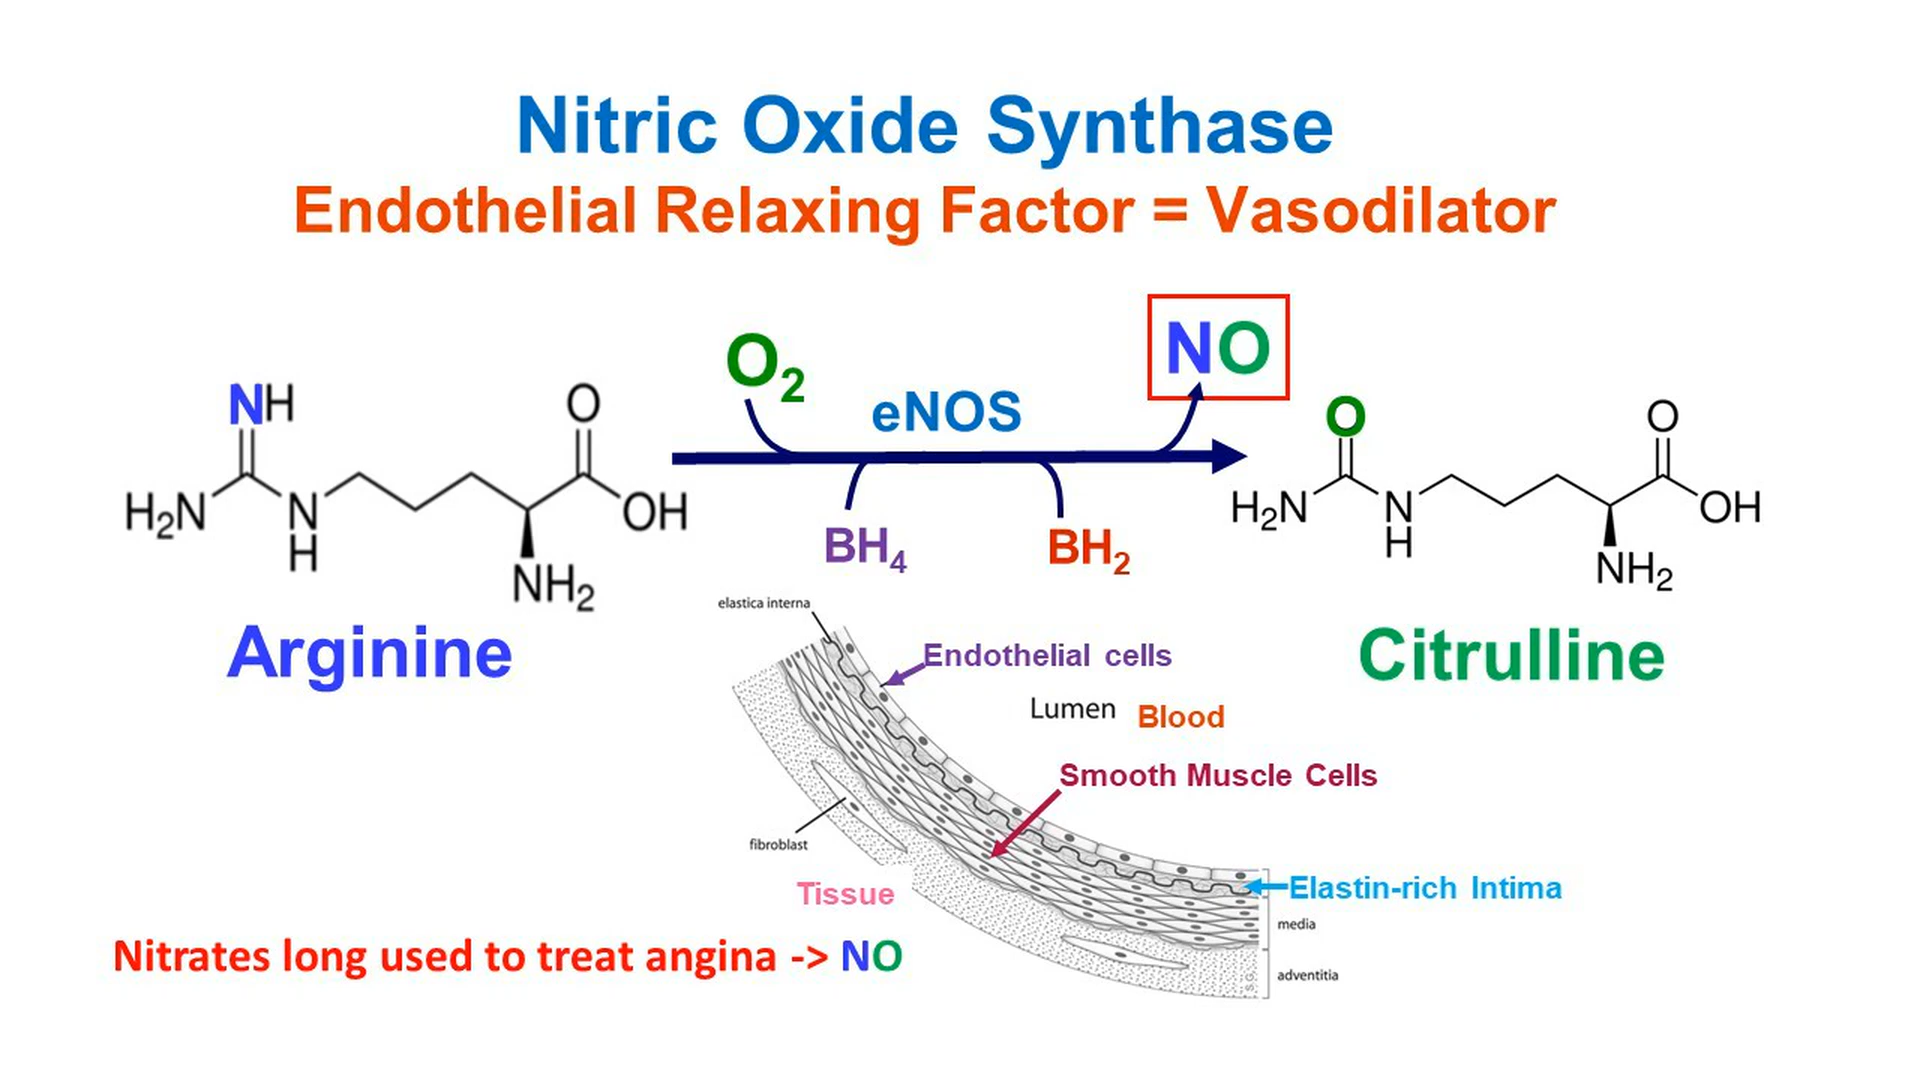 Nitric Oxide Synthase
Endothelial Relaxing Factor = Vasodilator
O2
eNOS
NO
BH4
BH2
NH
O
H2N
N
H
OH
NH2
Arginine
O
O
H2N
N
H
OH
NH2
Citrulline
elastica interna
Endothelial cells
Lumen Blood
Smooth Muscle Cells
fibroblast
Tissue
Elastin-rich Intima
media
adventitia
S.G.
Nitrates long used to treat angina -> NO